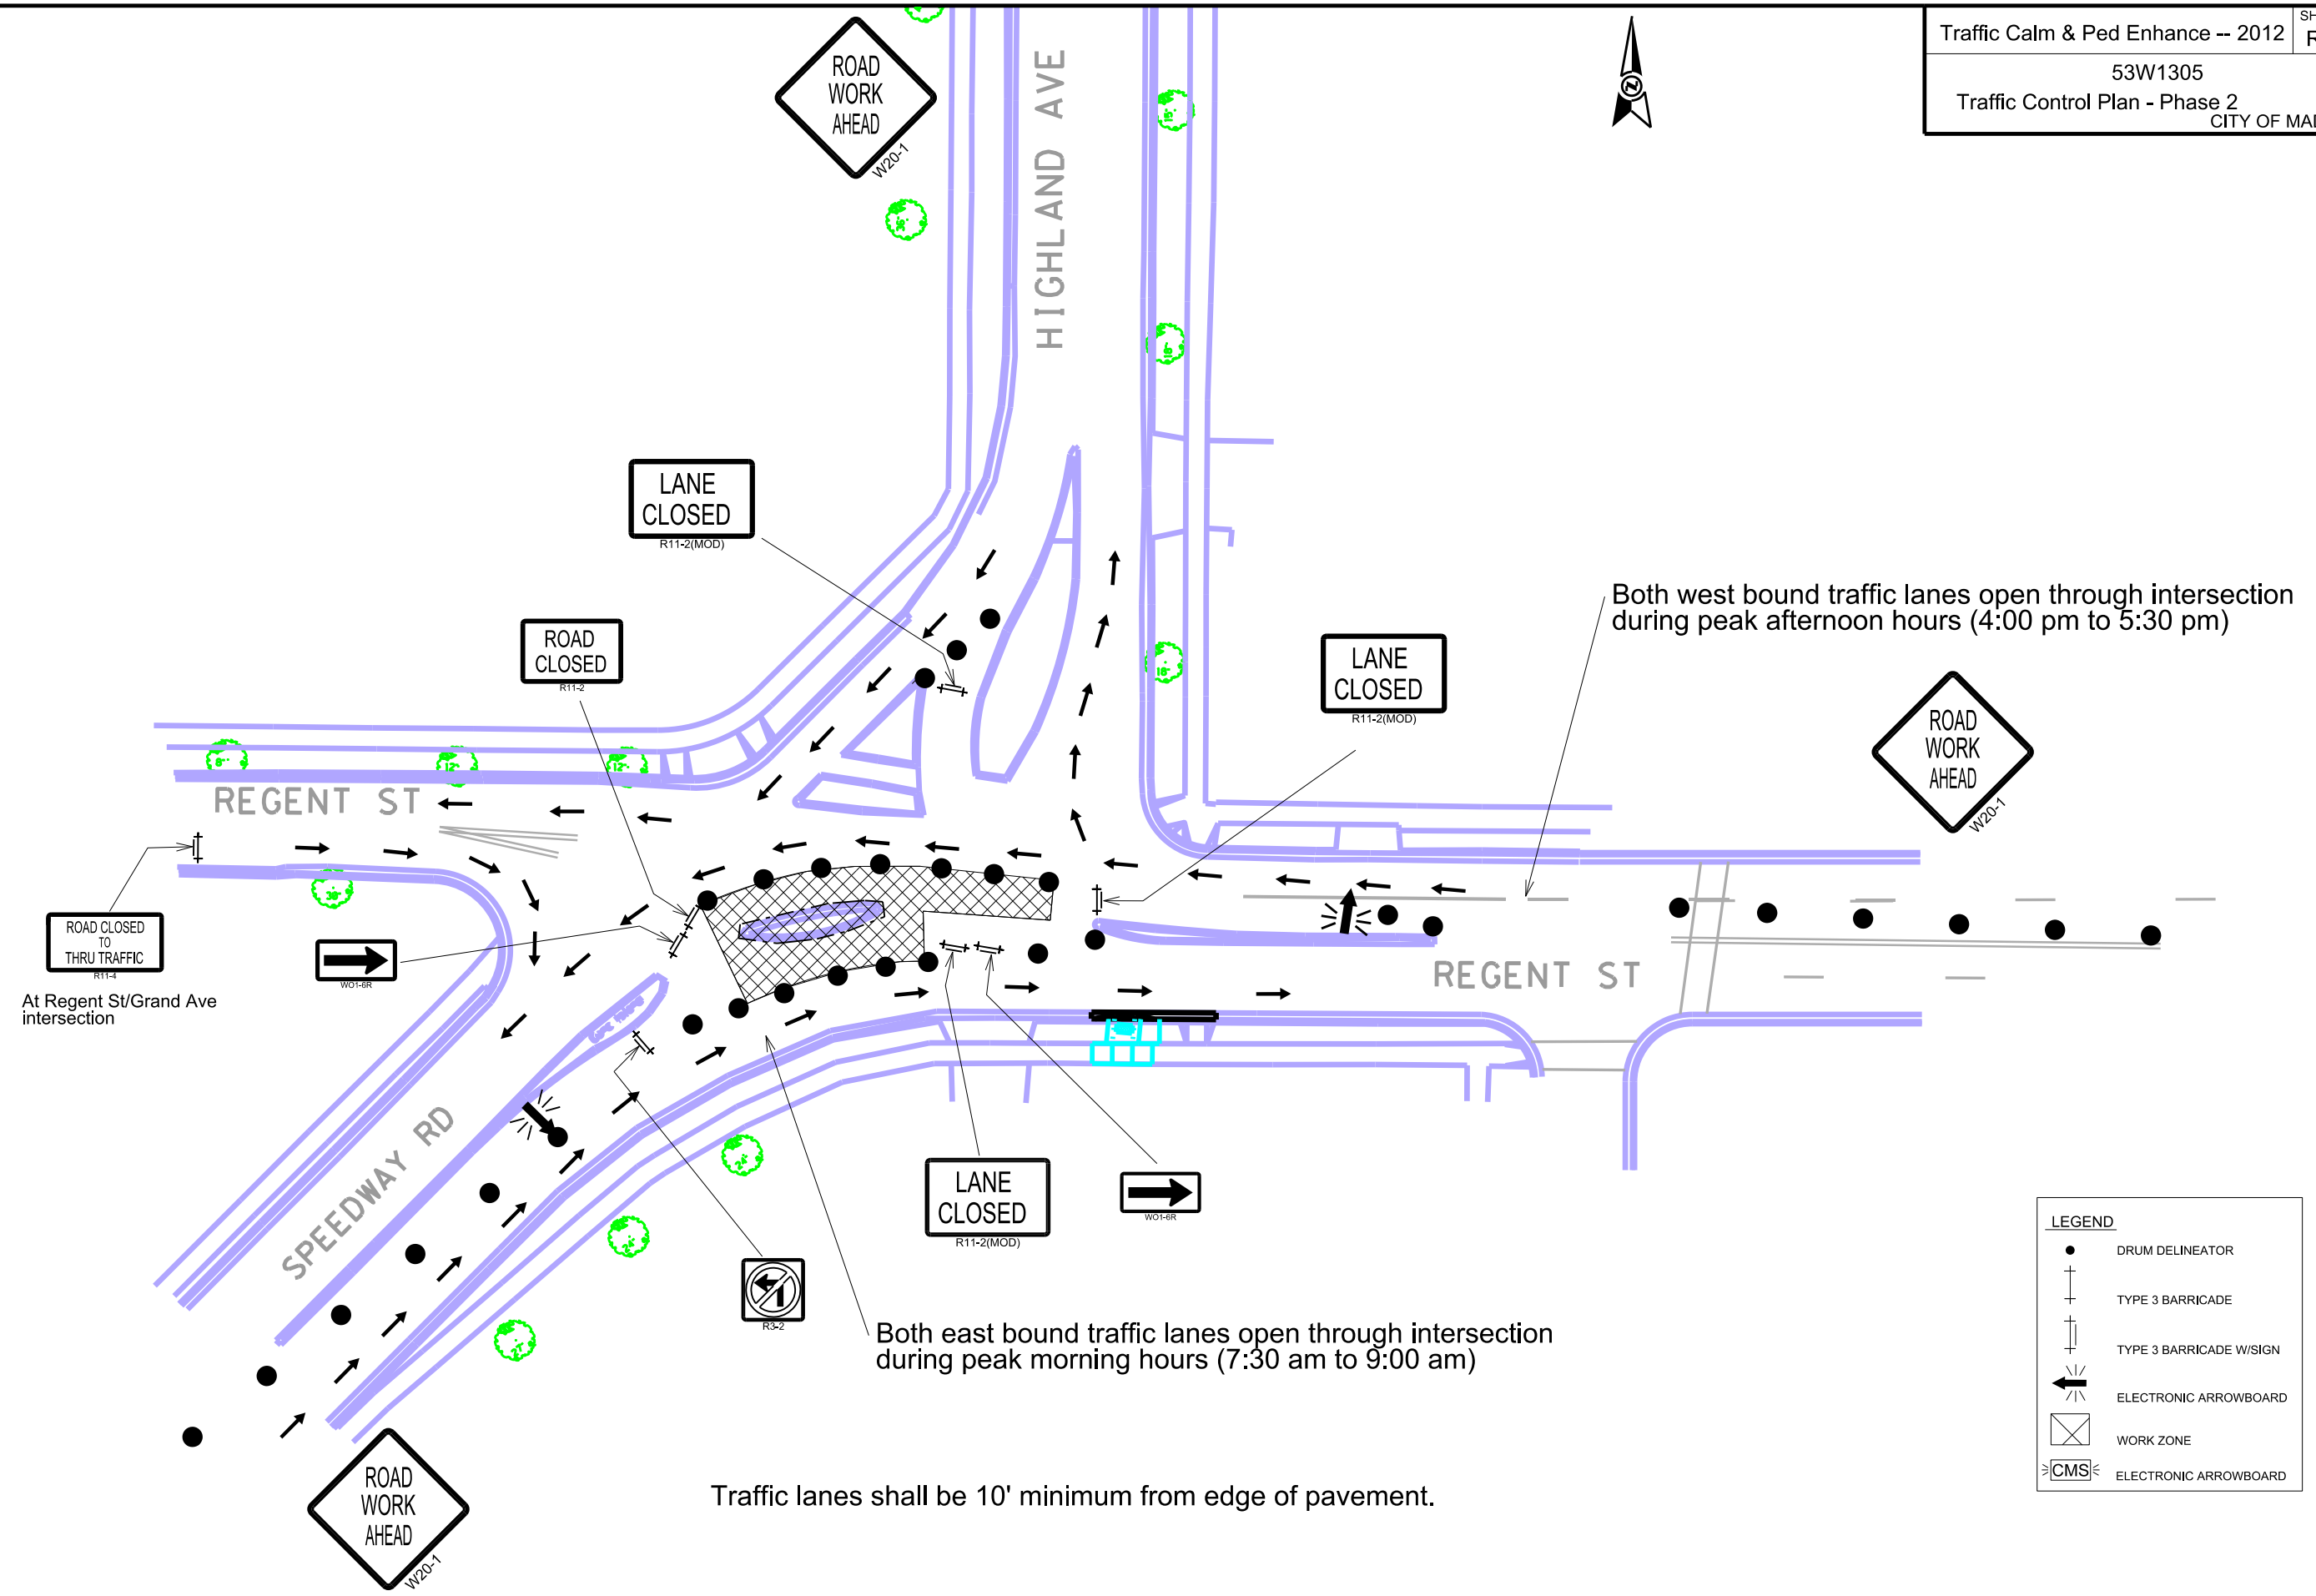 Traffic Calm & Ped Enhance -- 2012
53W1305
Traffic Control Plan - Phase 2
ROAD
WORK
AHEAD
W20-1
HIGHLAND AVE
LANE
CLOSED
R11-2(MOD)
ROAD
CLOSED
R11-2
LANE
CLOSED
R11-2(MOD)
Both west bound traffic lanes open through intersection
during peak afternoon hours (4:00 pm to 5:30 pm)
ROAD
WORK
AHEAD
W20-1
REGENT ST
ROAD CLOSED
TO
THRU TRAFFIC
R11-4
At Regent St/Grand Ave
intersection
WO1-6R
REGENT ST
SPEEDWAY RD
LANE
CLOSED
R11-2(MOD)
WO1-6R
R3-2
Both east bound traffic lanes open through intersection
during peak morning hours (7:30 am to 9:00 am)
Traffic lanes shall be 10' minimum from edge of pavement.
ROAD
WORK
AHEAD
W20-1
LEGEND
DRUM DELINEATOR
TYPE 3 BARRICADE
TYPE 3 BARRICADE W/SIGN
ELECTRONIC ARROWBOARD
WORK ZONE
CMS ELECTRONIC ARROWBOARD
CITY OF
8"
12"
12"
16"
18"